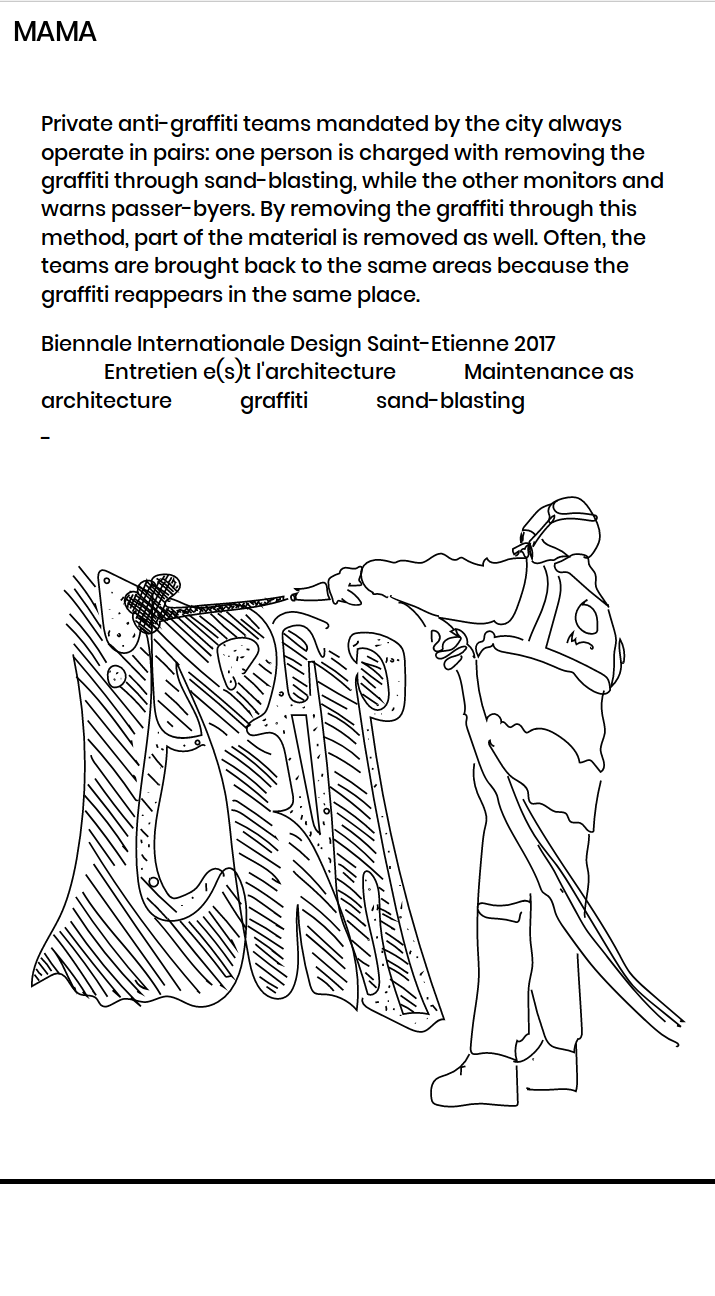 MAMA
Private anti-graffiti teams mandated by the city always
operate in pairs: one person is charged with removing the
graffiti through sand-blasting, while the other monitors and
warns passer-byers. By removing the graffiti through this
method, part of the material is removed as well. Often, the
teams are brought back to the same areas because the
graffiti reappears in the same place.
Biennale Internationale Design Saint-Etienne 2017
Entretien e(s)t l'architecture Maintenance as
architecture graffiti sand-blasting
-